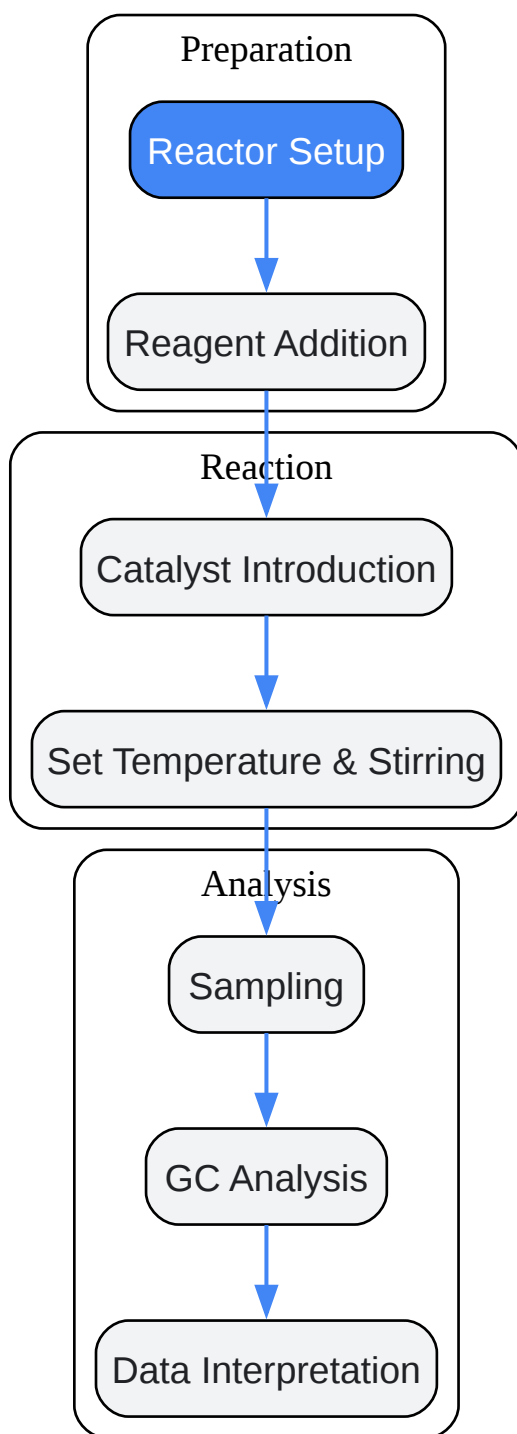 Preparation
Reactor Setup
Reagent Addition
Reaction
Catalyst Introduction
Set Temperature & Stirring
Analysis
Sampling
GC Analysis
Data Interpretation